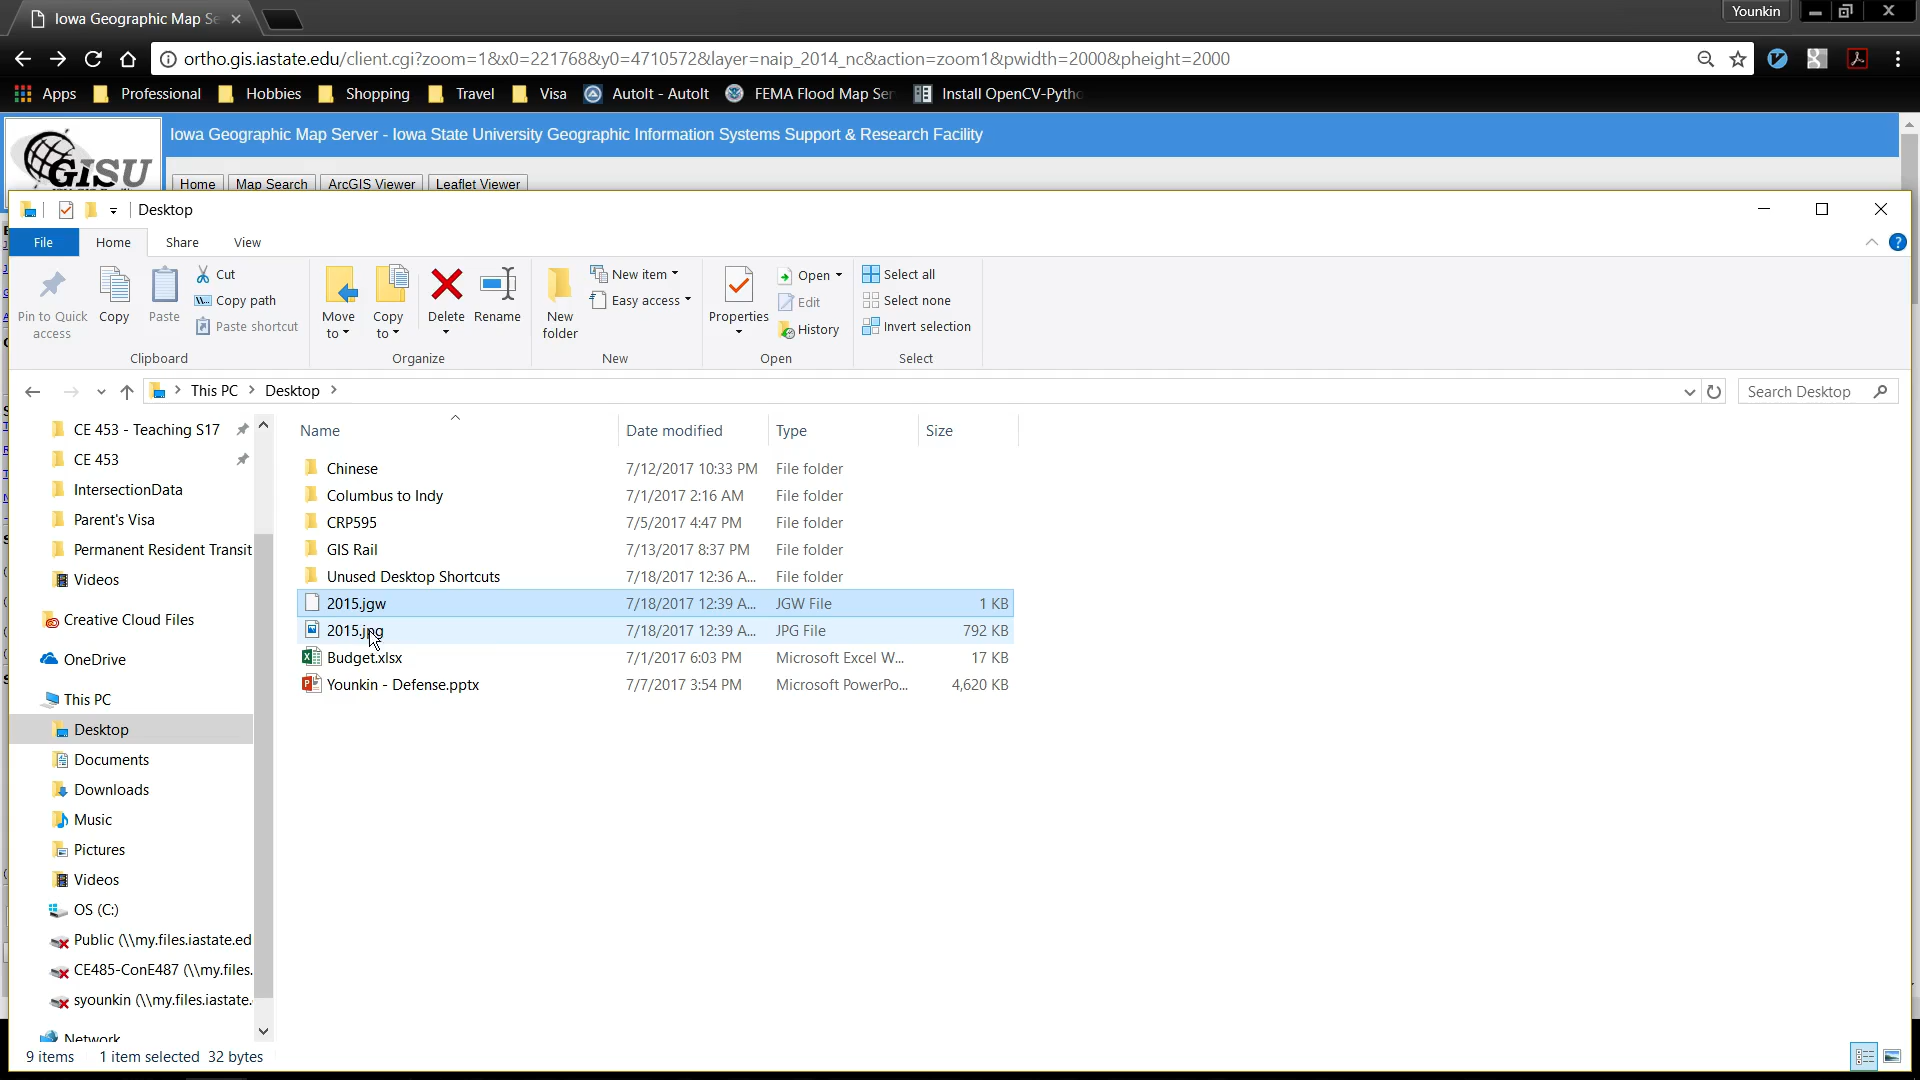 Iowa Geographic Map Se
Younkin
ortho.gis.iastate.edu/client.cgi?zoom=1&x0=221768&y0=4710572&layer=naip_2014_nc&action=zoom1&pwidth=2000&pheight=2000
Apps Professional Hobbies Shopping Travel Visa AutoIt - AutoIt FEMA Flood Map Ser Install OpenCV-Pytho
Iowa Geographic Map Server - Iowa State University Geographic Information Systems Support & Research Facility
GISU
Home Map Search ArcGIS Viewer Leaflet Viewer
Desktop
File Home Share View
Pin to Quick access
Copy
Paste
Cut
Copy path
Paste shortcut
Clipboard
Move to
Copy to
Delete
Rename
Organize
New folder
New item
Easy access
New
Properties
Open
Edit
History
Open
Select all
Select none
Invert selection
Select
This PC Desktop
Search Desktop
CE 453 - Teaching S17
CE 453
IntersectionData
Parent's Visa
Permanent Resident Transit
Videos
Creative Cloud Files
OneDrive
This PC
Desktop
Documents
Downloads
Music
Pictures
Videos
OS (C:)
Public (\\my.files.iastate.ed
CE485-ConE487 (\\my.files.
syounkin (\\my.files.iastate.
Network
Name Date modified Type Size
Chinese 7/12/2017 10:33 PM File folder
Columbus to Indy 7/1/2017 2:16 AM File folder
CRP595 7/5/2017 4:47 PM File folder
GIS Rail 7/13/2017 8:37 PM File folder
Unused Desktop Shortcuts 7/18/2017 12:36 A... File folder
2015.jgw 7/18/2017 12:39 A... JGW File 1 KB
2015.jpg 7/18/2017 12:39 A... JPG File 792 KB
Budget.xlsx 7/1/2017 6:03 PM Microsoft Excel W... 17 KB
Younkin - Defense.pptx 7/7/2017 3:54 PM Microsoft PowerPo... 4,620 KB
9 items 1 item selected 32 bytes